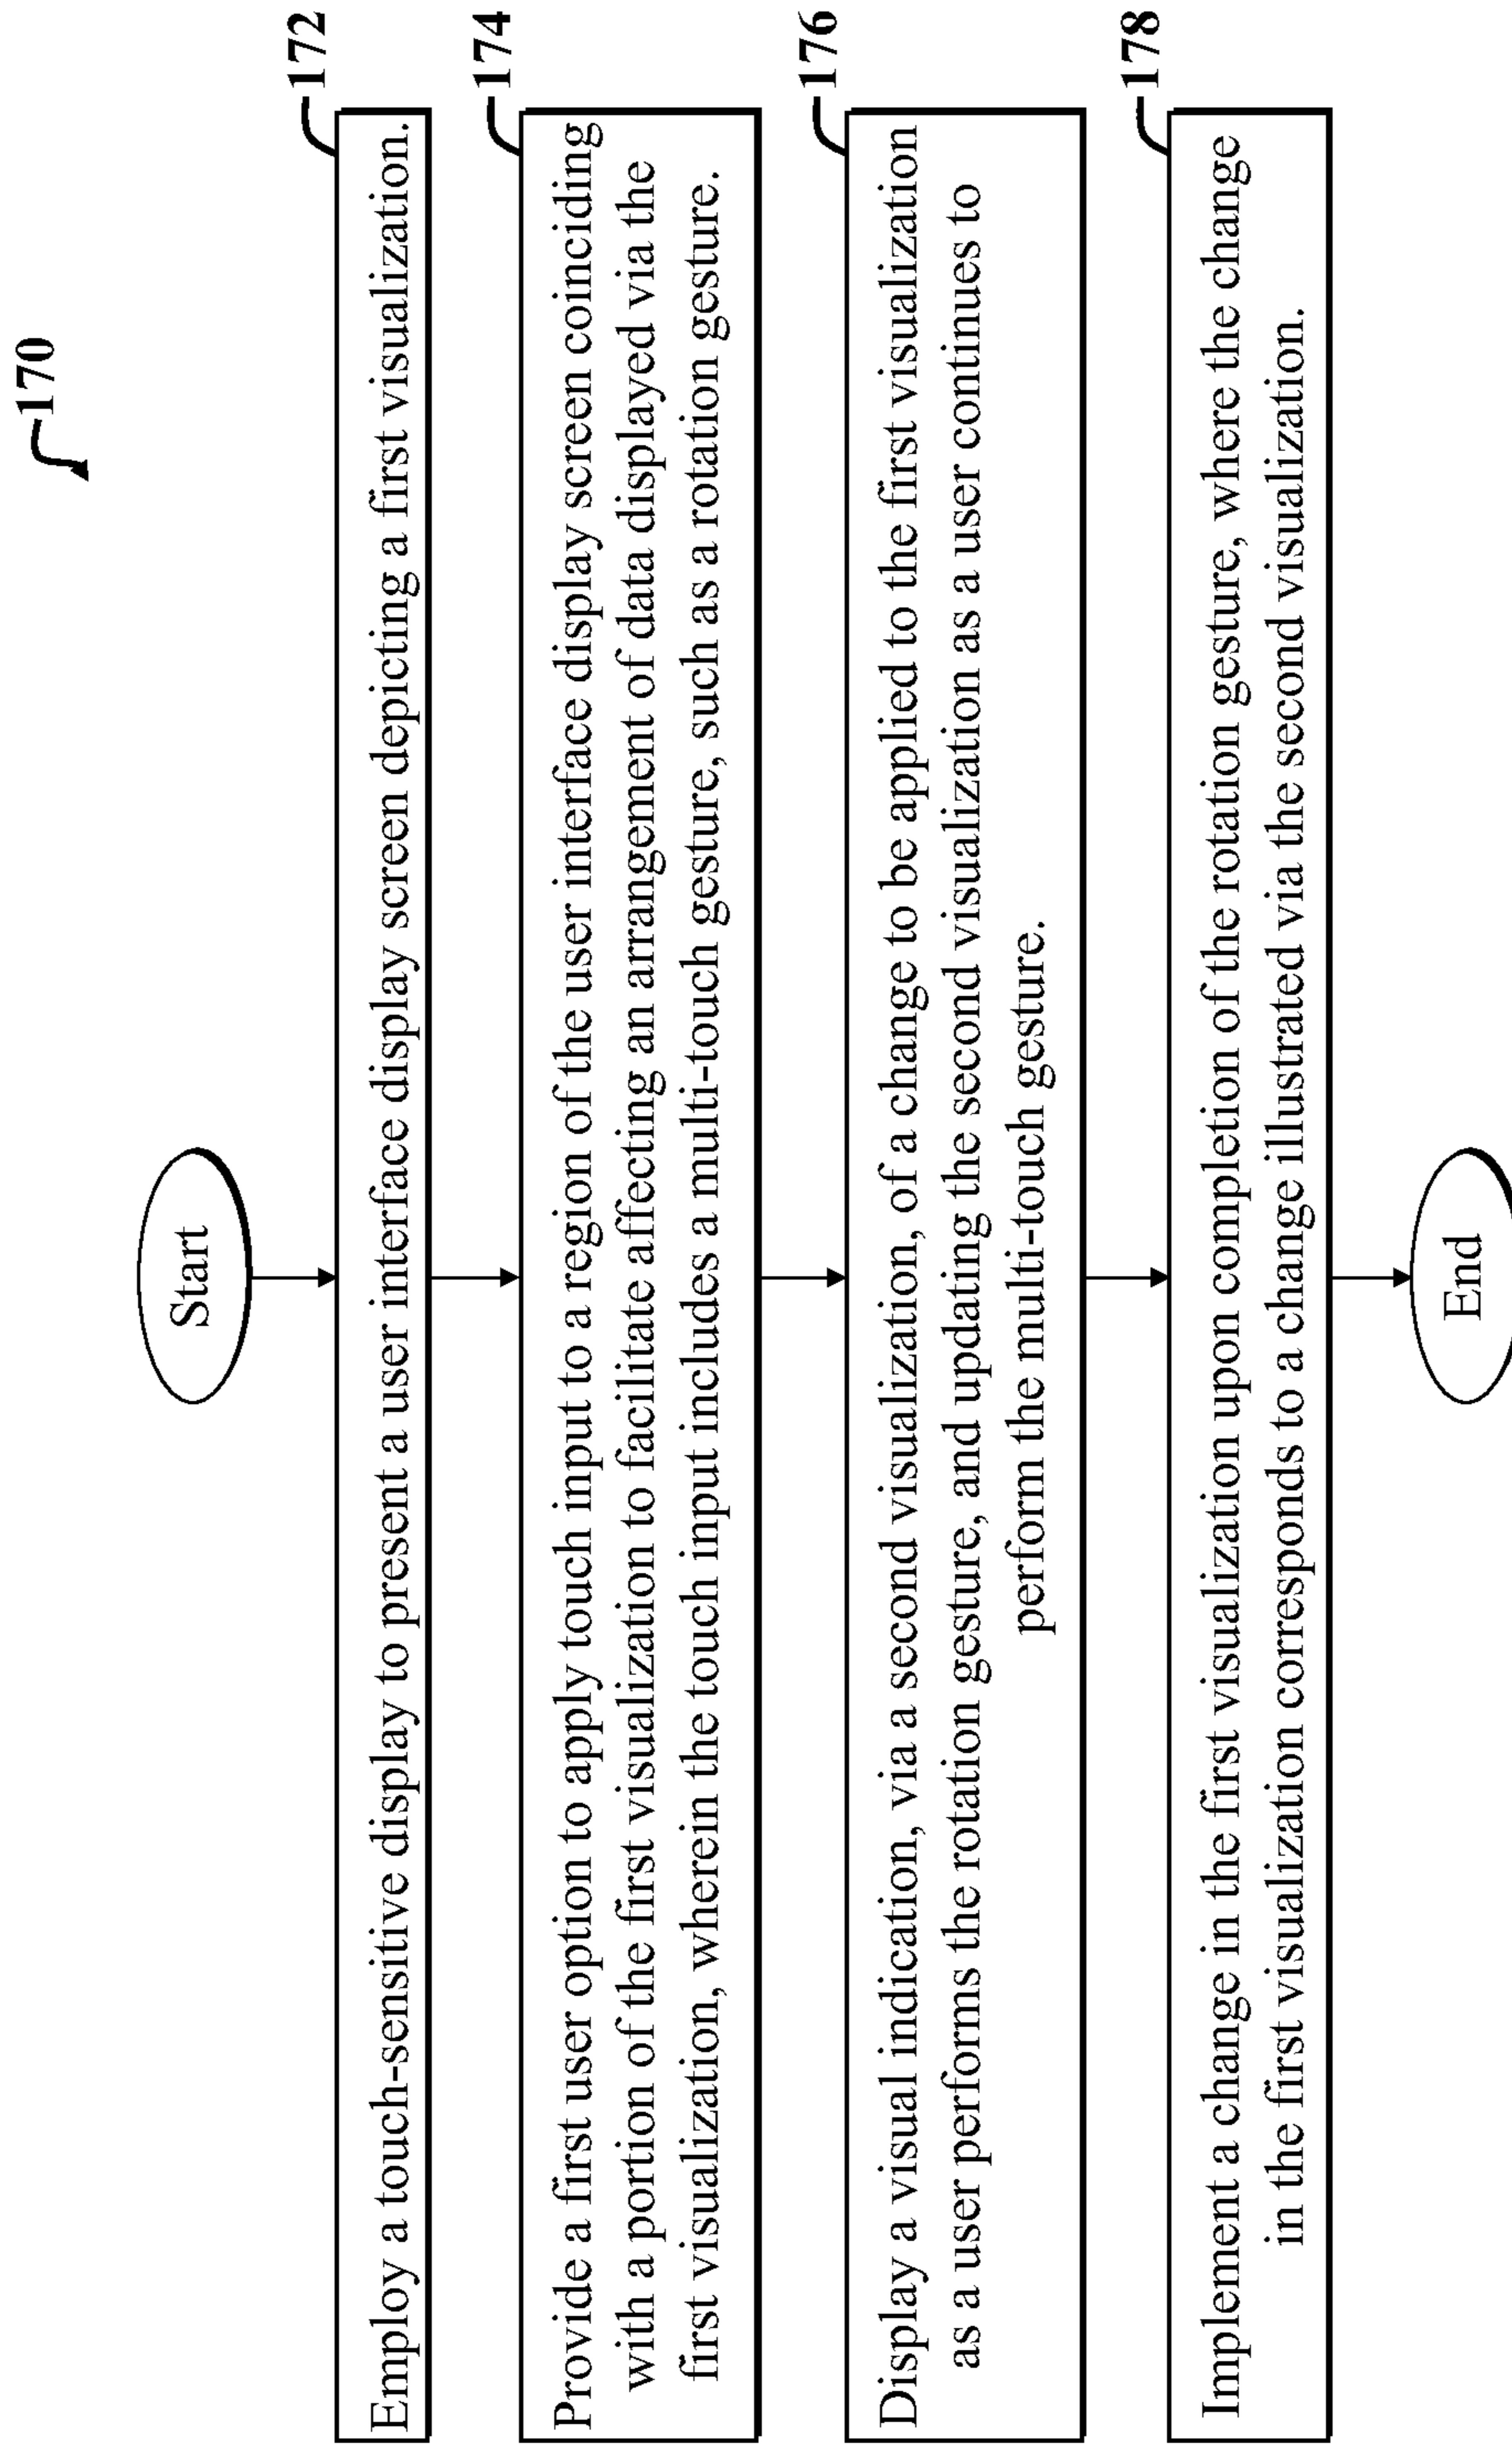 170
Start
172
Employ a touch-sensitive display to present a user interface display screen depicting a first visualization.
174
Provide a first user option to apply touch input to a region of the user interface display screen coinciding
with a portion of the first visualization to facilitate affecting an arrangement of data displayed via the
first visualization, wherein the touch input includes a multi-touch gesture, such as a rotation gesture.
176
Display a visual indication, via a second visualization, of a change to be applied to the first visualization
as a user performs the rotation gesture, and updating the second visualization as a user continues to
perform the multi-touch gesture.
178
Implement a change in the first visualization upon completion of the rotation gesture, where the change
in the first visualization corresponds to a change illustrated via the second visualization.
End